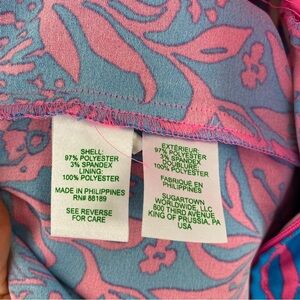 SHELL:
97% POLYESTER
3% SPANDEX
LINING:
100% POLYESTER
MADE IN PHILIPPINES
RN# 88189
SEE REVERSE
FOR CARE
EXTÉRIEUR:
97% POLYESTER
3% SPANDEX
DOUBLURE:
100% POLYESTER
FABRIQUE EN
PHILIPPINES
SUGARTOWN
WORLDWIDE, LLC
800 THIRD AVENUE
KING OF PRUSSIA, PA
USA